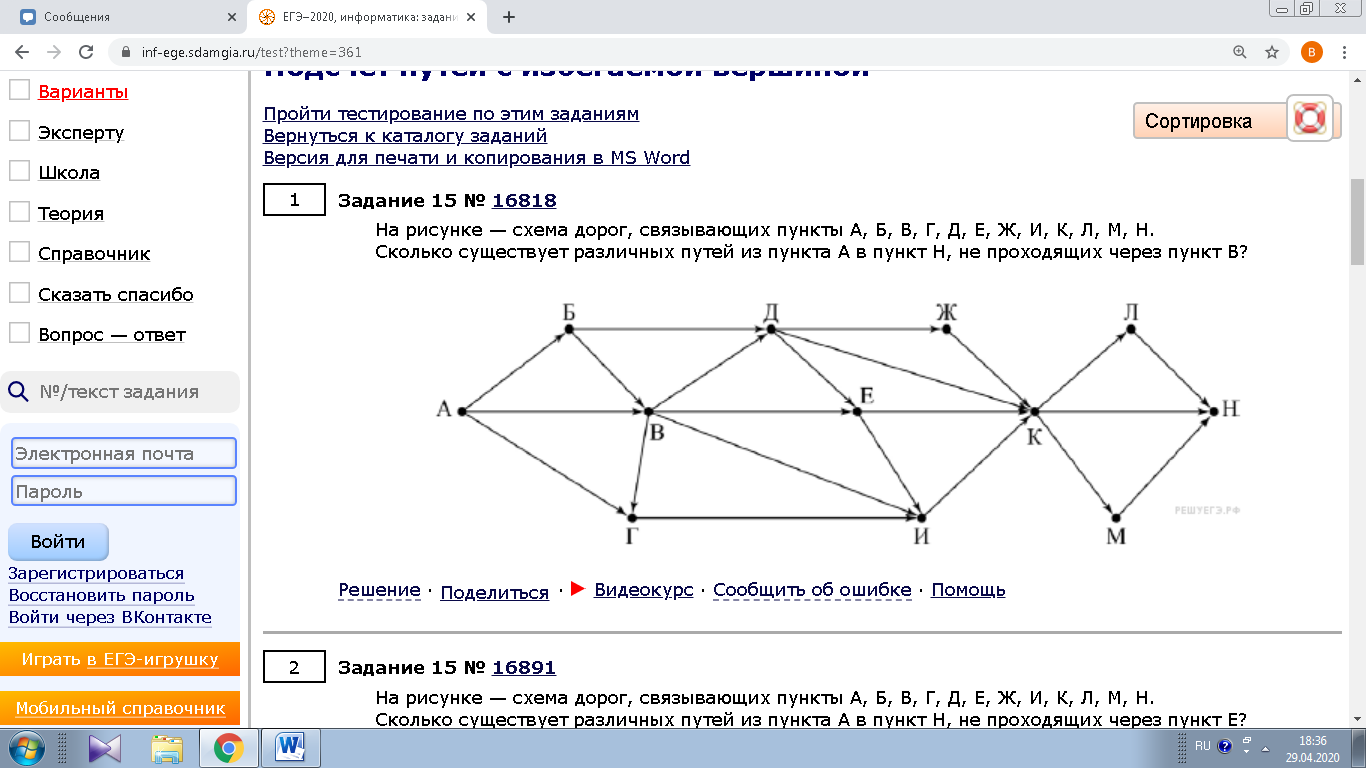 Сообщения
ЕГЭ–2020, информатика: задани
inf-ege.sdamgia.ru/test?theme=361
В
Подсчет путей с избегаемой вершиной
Варианты
Эксперту
Школа
Теория
Справочник
Сказать спасибо
Вопрос — ответ
№/текст задания
Электронная почта
Пароль
Войти
Зарегистрироваться
Восстановить пароль
Войти через ВКонтакте
Играть в ЕГЭ-игрушку
Мобильный справочник
Пройти тестирование по этим заданиям
Вернуться к каталогу заданий
Версия для печати и копирования в MS Word
Сортировка
1
Задание 15 № 16818
На рисунке — схема дорог, связывающих пункты А, Б, В, Г, Д, Е, Ж, И, К, Л, М, Н.
Сколько существует различных путей из пункта А в пункт Н, не проходящих через пункт В?
Б Д Ж Л
А В Е К Н
Г И М
РЕШУЕГЭ.РФ
Решение · Поделиться · Видеокурс · Сообщить об ошибке · Помощь
2
Задание 15 № 16891
На рисунке — схема дорог, связывающих пункты А, Б, В, Г, Д, Е, Ж, И, К, Л, М, Н.
Сколько существует различных путей из пункта А в пункт Н, не проходящих через пункт Е?
RU
18:36
29.04.2020